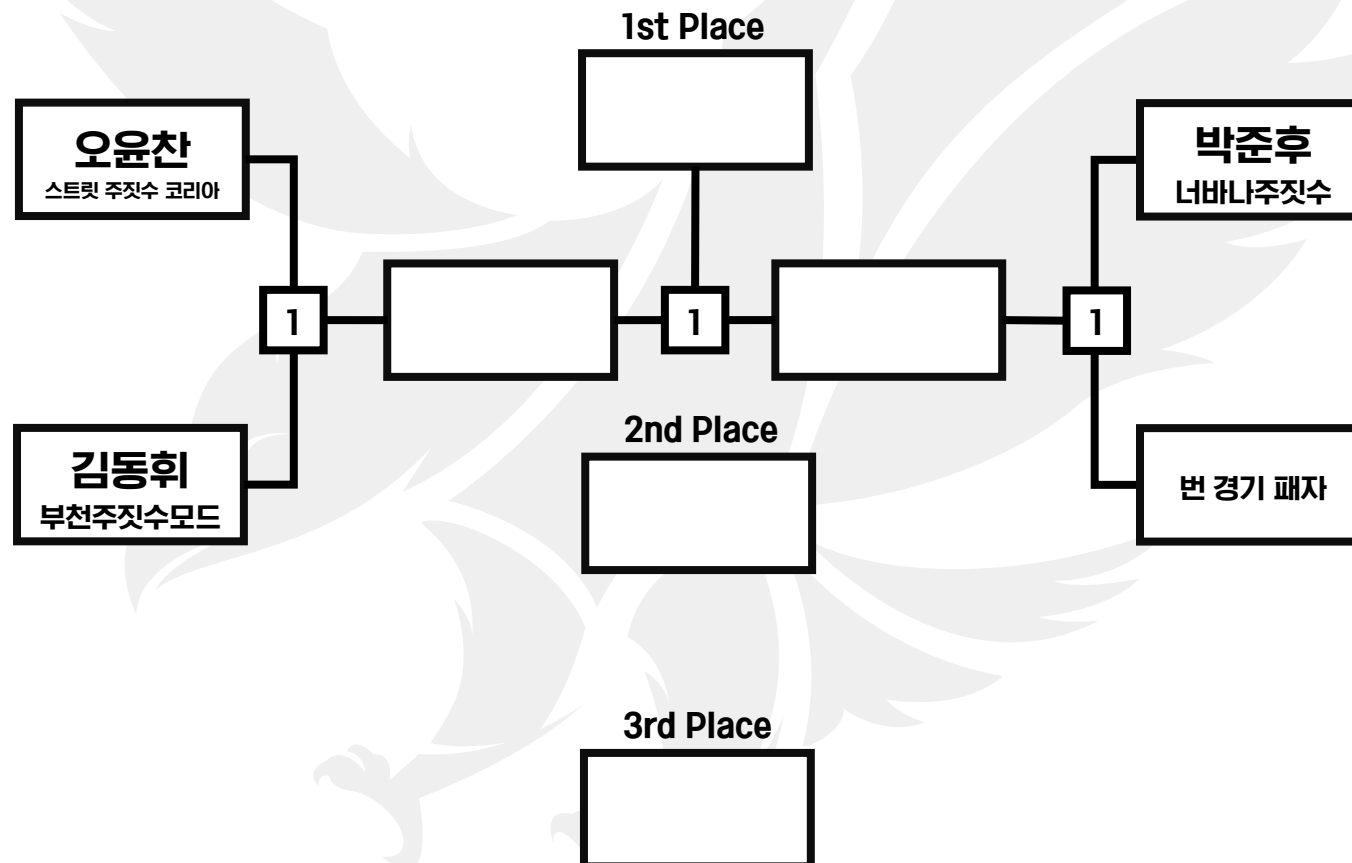 1st Place
오윤찬
스트릿 주짓수 코리아
박준후
너바나주짓수
1
1
1
김동휘
부천주짓수모드
2nd Place
번 경기 패자
3rd Place